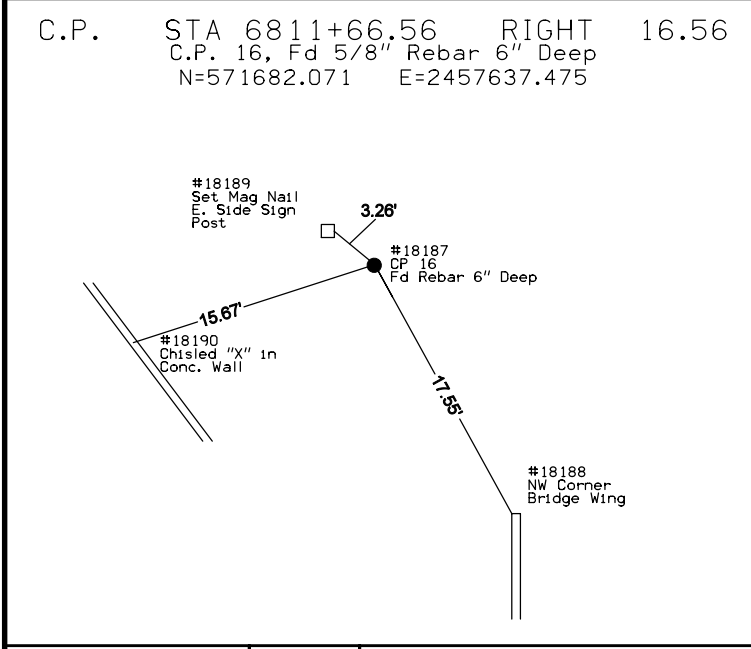 C.P. STA 6811+66.56 RIGHT 16.56
C.P. 16, Fd 5/8" Rebar 6" Deep
N=571682.071 E=2457637.475
#18189
Set Mag Nail
E. Side Sign
Post
3.26'
#18187
CP 16
Fd Rebar 6" Deep
15.67'
#18190
Chisled "X" in
Conc. Wall
17.55'
#18188
NW Corner
Bridge Wing